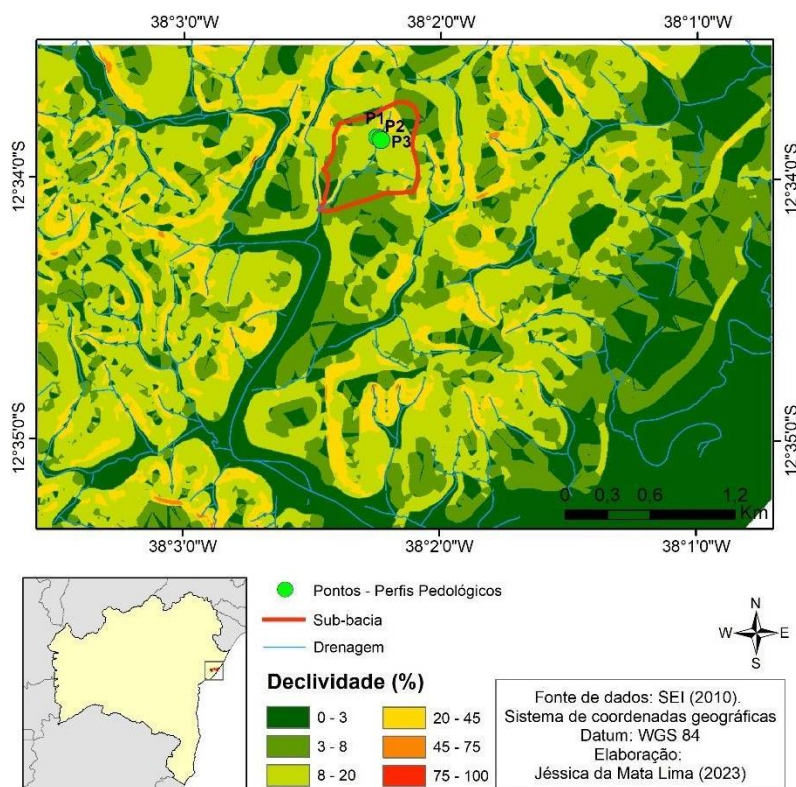 38°3'0"W 38°2'0"W 38°1'0"W
P1
P2
P3
12°34'0"S 12°34'0"S
12°35'0"S 12°35'0"S
0 0,3 0,6 1,2
Km
38°3'0"W 38°2'0"W 38°1'0"W
Pontos - Perfis Pedológicos
Sub-bacia
Drenagem
N
W E
S
Declividade (%)
0 - 3
3 - 8
8 - 20
20 - 45
45 - 75
75 - 100
Fonte de dados: SEI (2010).
Sistema de coordenadas geográficas
Datum: WGS 84
Elaboração:
Jéssica da Mata Lima (2023)